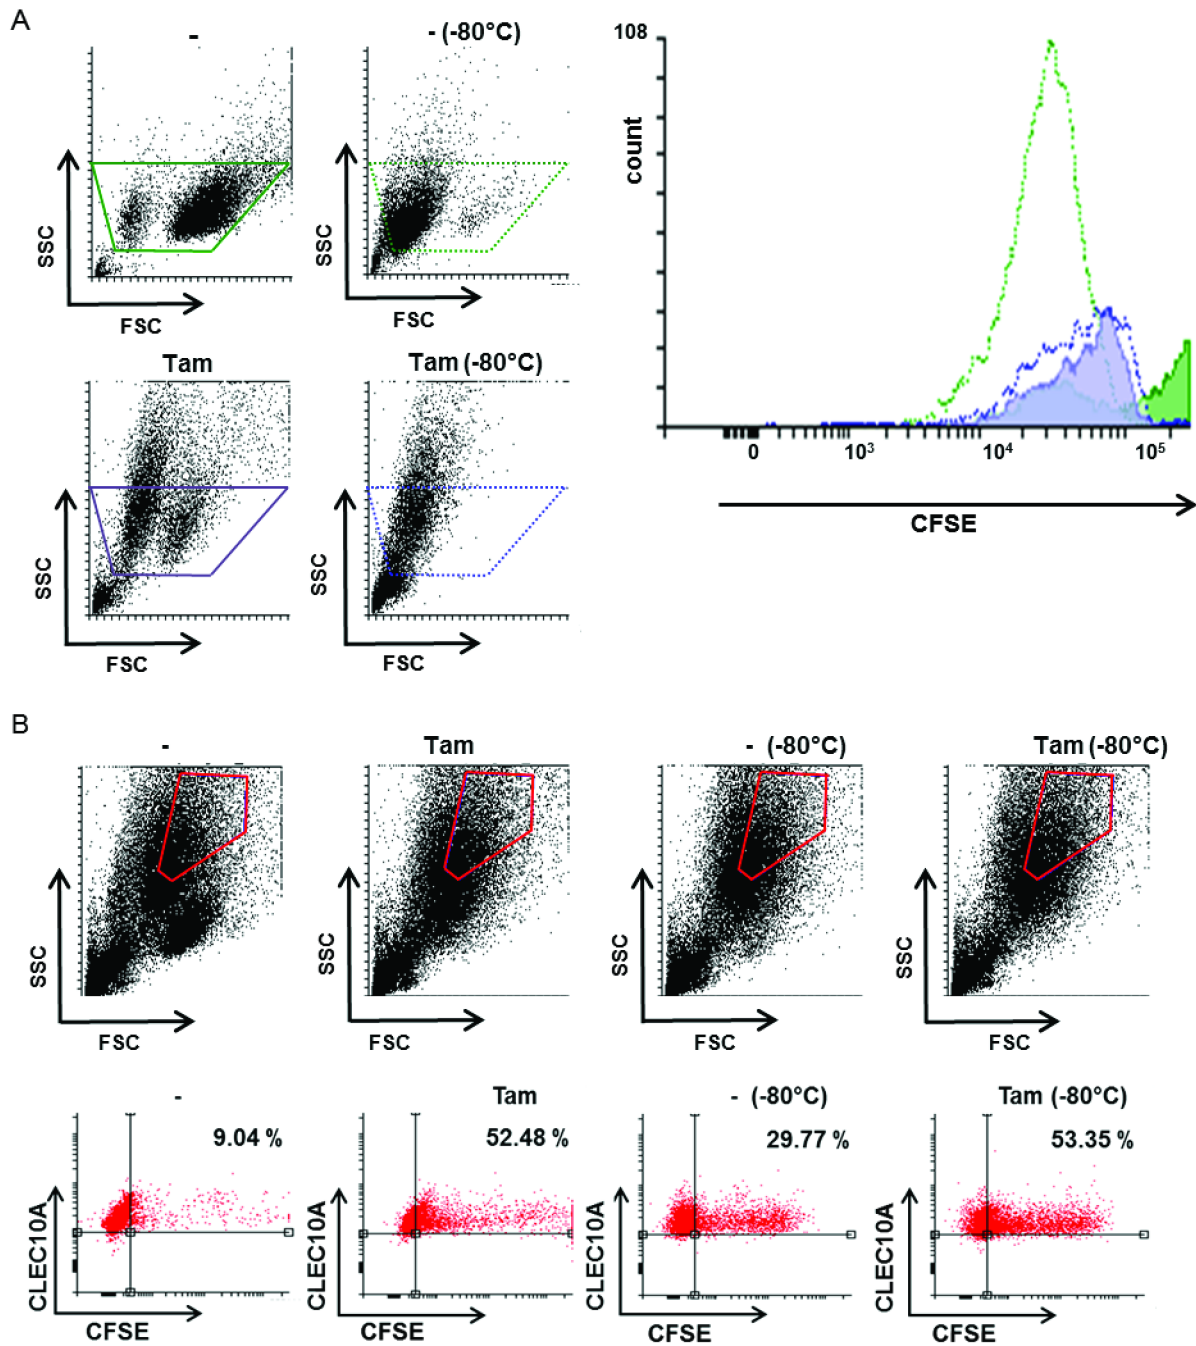 A
-
- (-80°C)
SSC
FSC
SSC
FSC
Tam
Tam (-80°C)
SSC
FSC
SSC
FSC
108
count
0 10³ 10⁴ 10⁵
CFSE
B
-
Tam
- (-80°C)
Tam (-80°C)
SSC
FSC
SSC
FSC
SSC
FSC
SSC
FSC
-
Tam
- (-80°C)
Tam (-80°C)
9.04 %
52.48 %
29.77 %
53.35 %
CLEC10A
CFSE
CLEC10A
CFSE
CLEC10A
CFSE
CLEC10A
CFSE